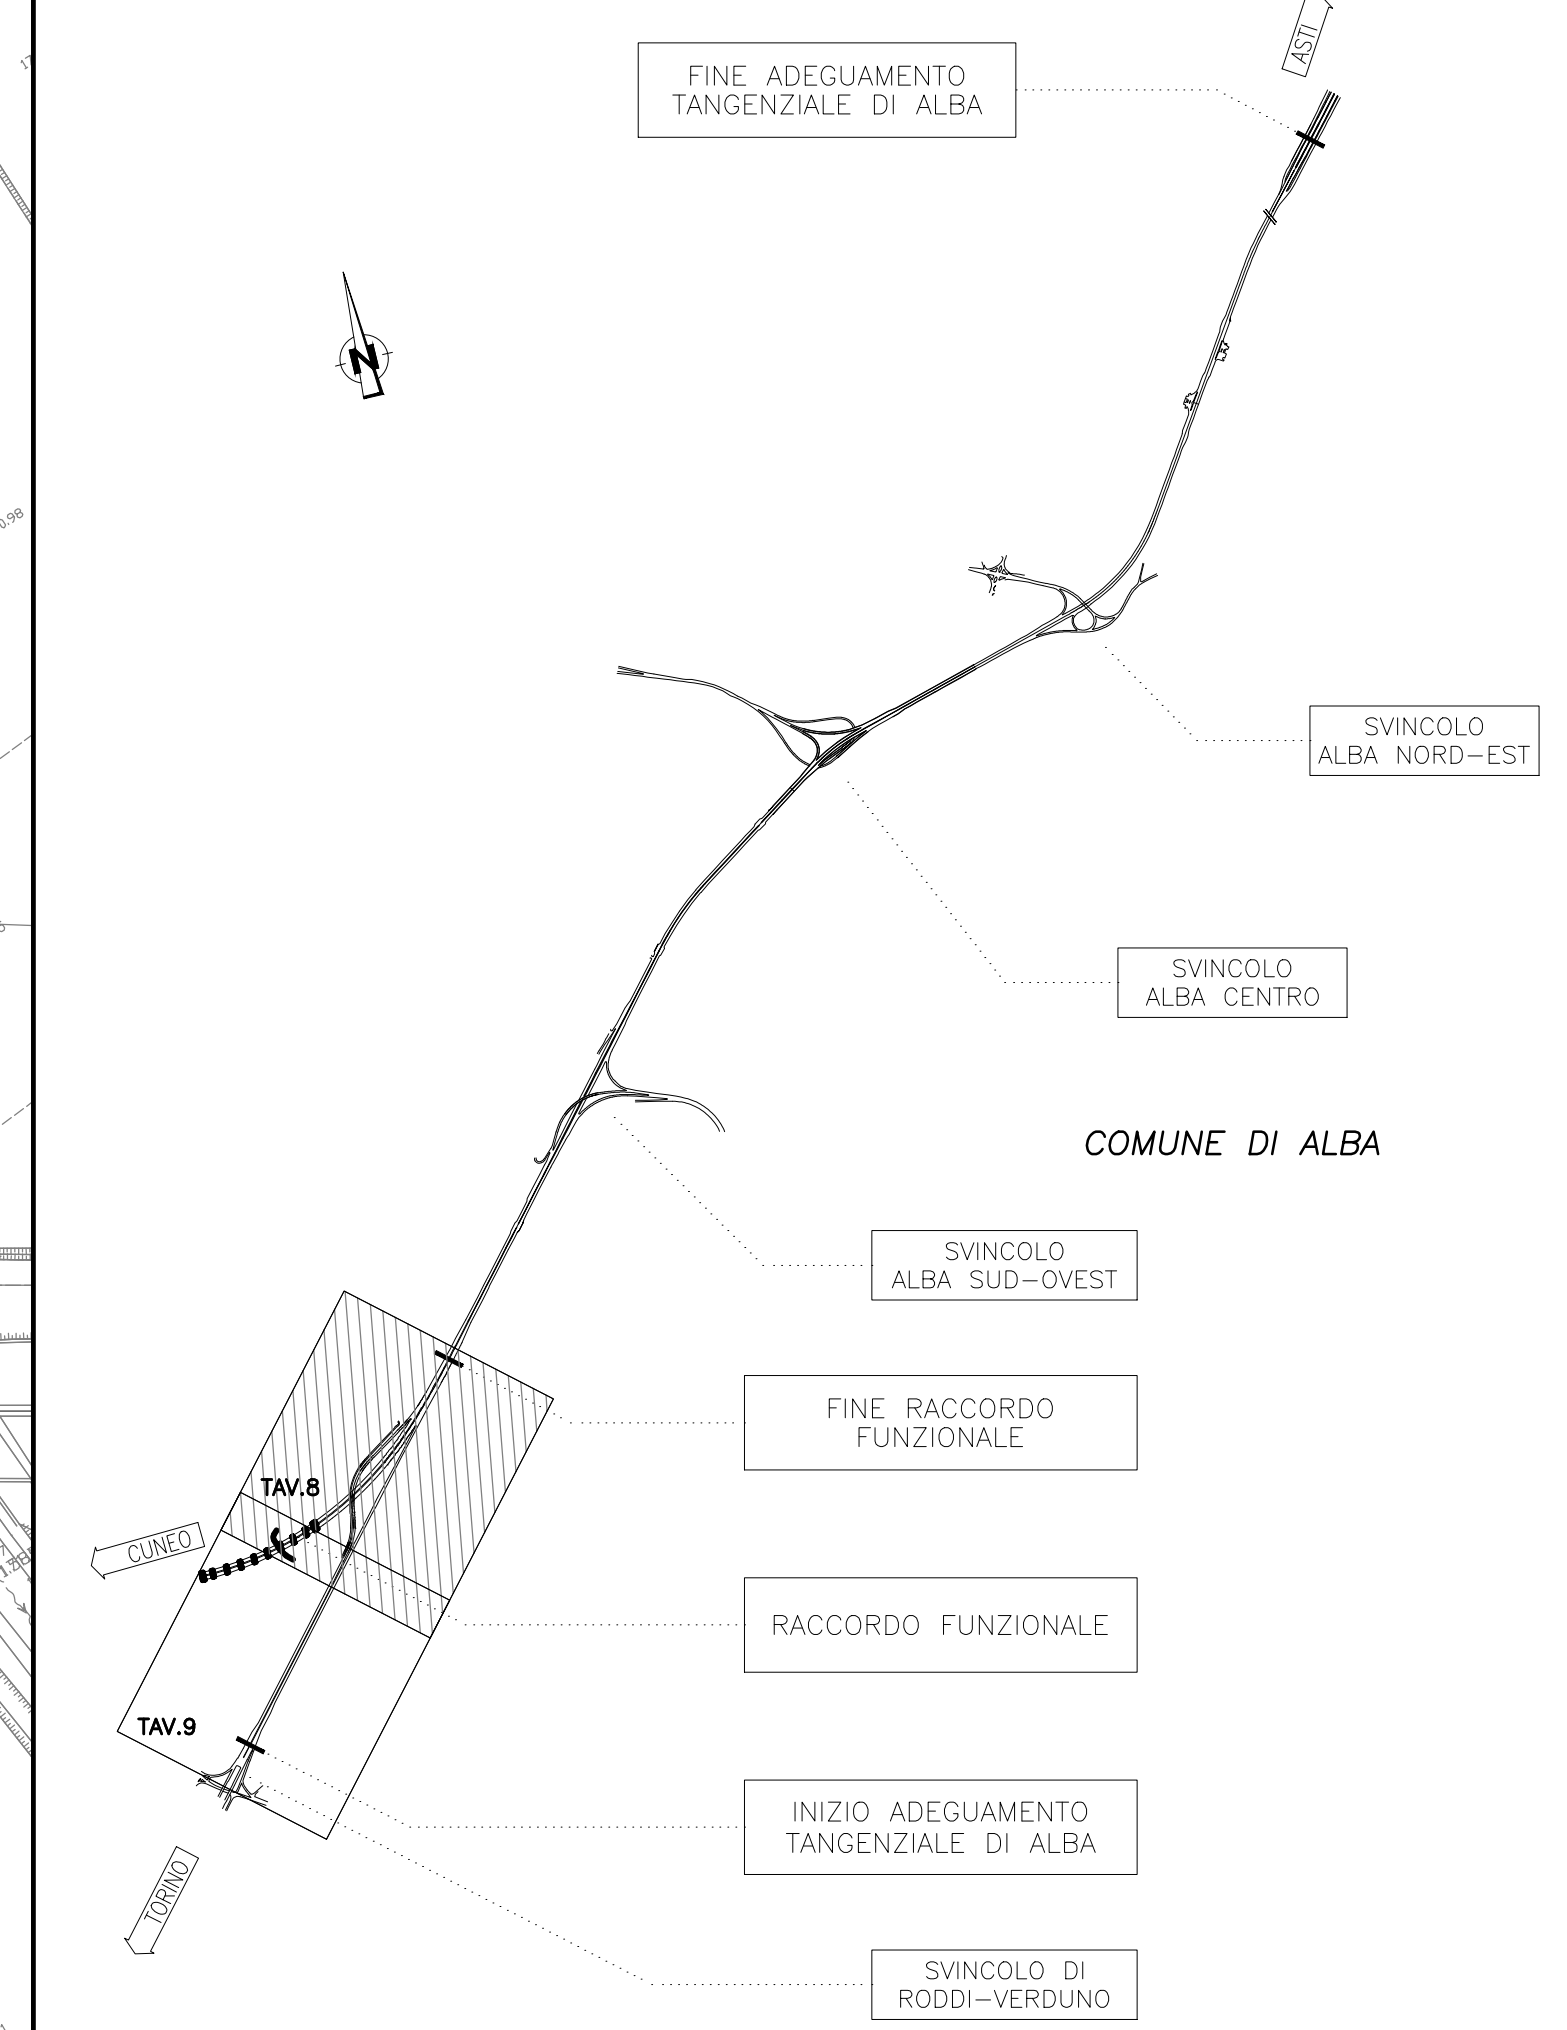 ASTI
FINE ADEGUAMENTO
TANGENZIALE DI ALBA
N
0.98
SVINCOLO
ALBA NORD-EST
SVINCOLO
ALBA CENTRO
COMUNE DI ALBA
SVINCOLO
ALBA SUD-OVEST
FINE RACCORDO
FUNZIONALE
TAV.8
CUNEO
RACCORDO FUNZIONALE
TAV.9
INIZIO ADEGUAMENTO
TANGENZIALE DI ALBA
TORINO
SVINCOLO DI
RODDI-VERDUNO